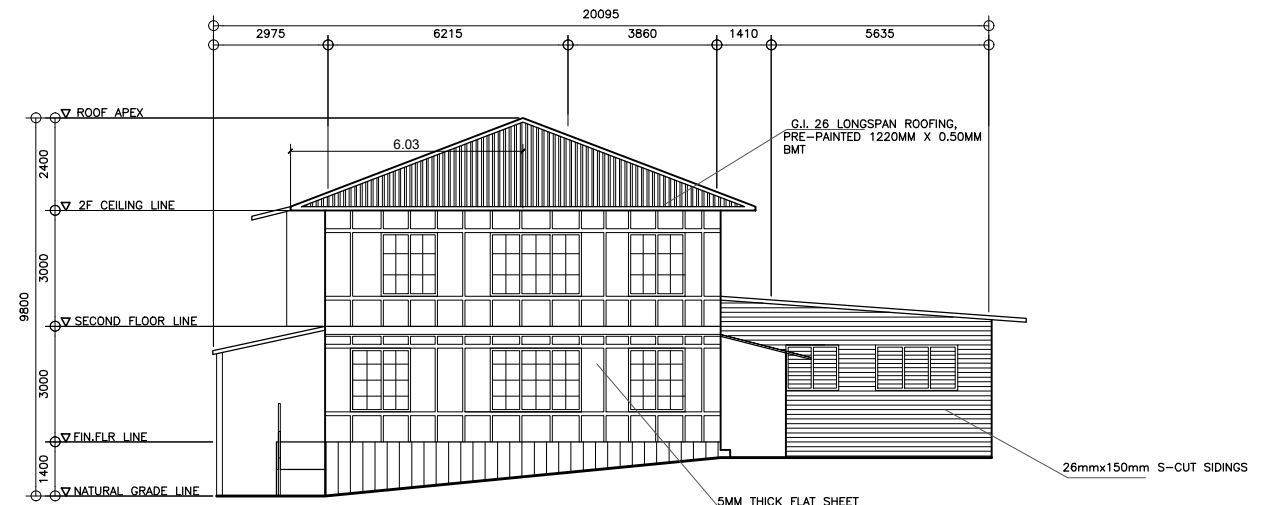 20095
2975 6215 3860 1410 5635
ROOF APEX
G.I. 26 LONGSPAN ROOFING,
PRE-PAINTED 1220MM X 0.50MM
BMT
6.03
2400
2F CEILING LINE
3000
9800
SECOND FLOOR LINE
3000
FIN.FLR LINE
1400
NATURAL GRADE LINE
26mmx150mm S-CUT SIDINGS
5MM THICK FLAT SHEET